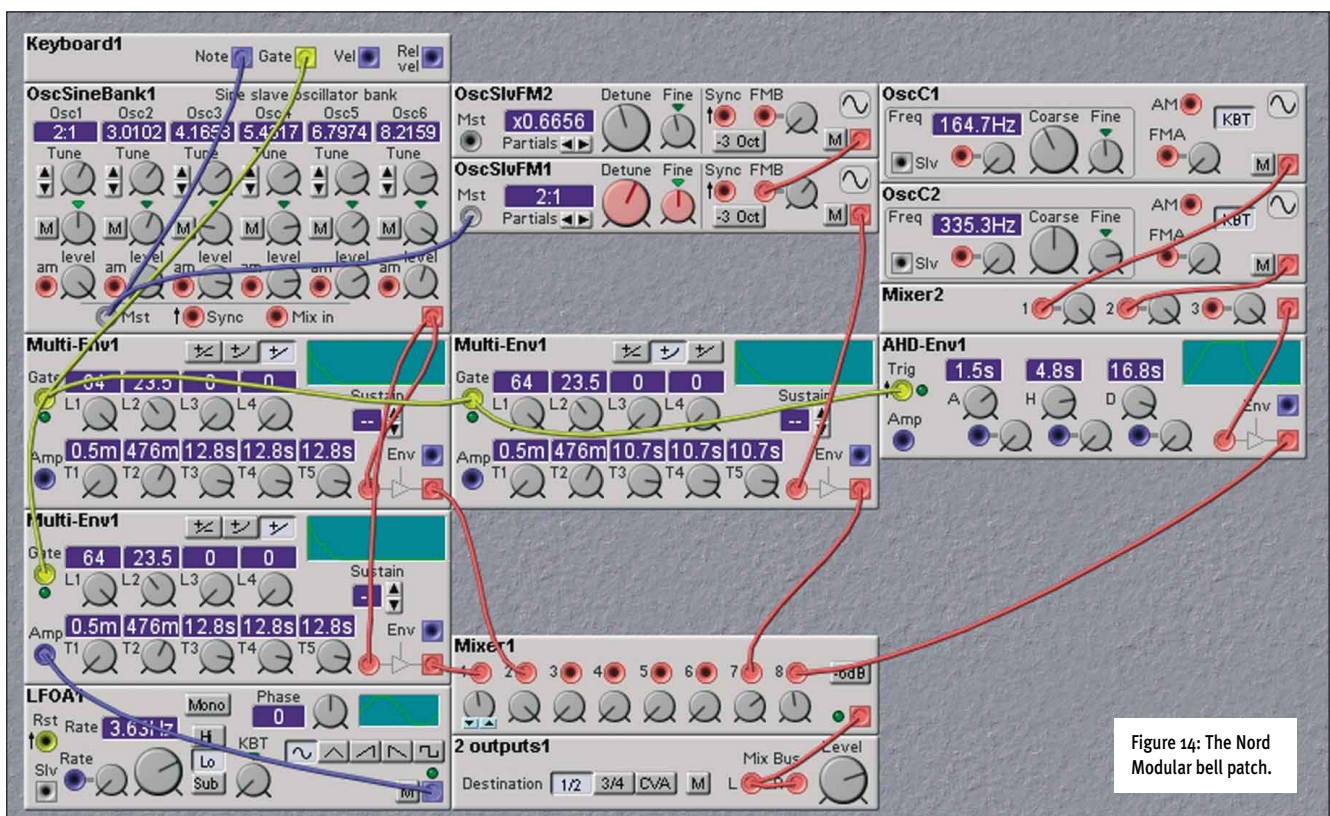 Keyboard1
Note Gate Vel Rel vel
OscSineBank1 Sine slave oscillator bank
Osc1 Osc2 Osc3 Osc4 Osc5 Osc6
2:1 3.0102 6.7974 8.2159
Tune Tune Tune Tune Tune Tune
M M M M M M
level level level level level level
am am am am am am
Mst Sync Mix in
OscSlvFM2 Detune Fine Sync FMB
Mst x0.6656
Partials -3 Oct M
OscSlvFM1 Detune Fine Sync FMB
Mst 2:1
Partials -3 Oct M
OscC1
Freq 164.7Hz Coarse Fine AM KBT
Slv FMA M
OscC2
Freq 335.3Hz Coarse Fine AM KBT
Slv FMA M
Mixer2
1 2 3
Multi-Env1
Gate 64 23.5 0 0
L1 L2 L3 L4 Sustain
--
Amp 0.5m 476m 12.8s 12.8s 12.8s Env
T1 T2 T3 T4 T5
Multi-Env1
Gate 64 23.5 0 0
L1 L2 L3 L4 Sustain
--
Amp 0.5m 476m 10.7s 10.7s 10.7s Env
T1 T2 T3 T4 T5
AHD-Env1
Trig 1.5s 4.8s 16.8s
A H D Env
Amp
Multi-Env1
Gate 64 23.5 0 0
L1 L2 L3 L4 Sustain
-
Amp 0.5m 476m 12.8s 12.8s 12.8s Env
T1 T2 T3 T4 T5
Mixer1
1 2 3 4 5 6 7 8 -6dB
LFOA1 Mono Phase
Rst Rate 0
Slv Rate Hi Lo Sub KBT M
2 outputs1 Mix Bus Level
Destination 1/2 3/4 CVA M L R
Figure 14: The Nord
Modular bell patch.